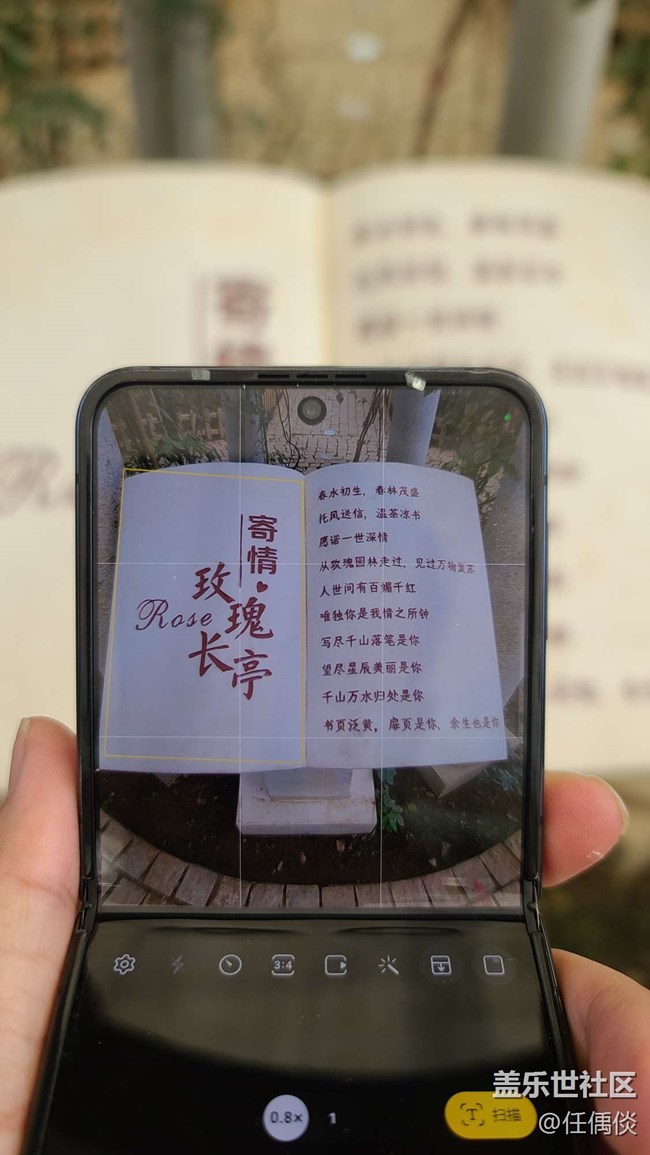 寄情
玫瑰
Rose
长亭
春水初生，春林茂盛
托风送信，温茶凉书
愿诺一世深情
从玫瑰园林走过，见过万物复苏
人世间有百媚千红
唯独你是我情之所钟
写尽千山落笔是你
望尽星辰美丽是你
千山万水归处是你
书页泛黄，扉页是你，余生也是你
3:4
0.8×
1
扫描
盖乐世社区
@任偶倓